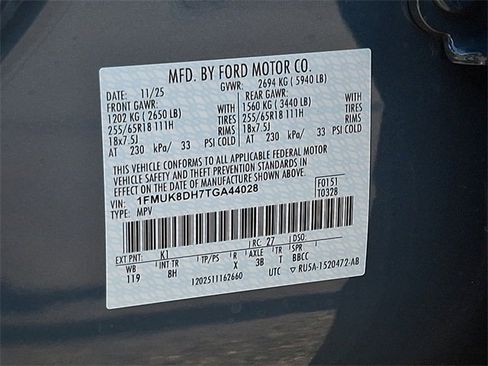 MFD. BY FORD MOTOR CO.
DATE: 11/25 GVWR: 2694 KG ( 5940 LB)
FRONT GAWR: REAR GAWR:
1202 KG ( 2650 LB) WITH 1560 KG ( 3440 LB) WITH
255/65R18 111H TIRES 255/65R18 111H TIRES
18x7.5J RIMS 18x7.5J RIMS
AT 230 kPa/ 33 PSI COLD AT 230 kPa/ 33 PSI COLD
THIS VEHICLE CONFORMS TO ALL APPLICABLE FEDERAL MOTOR
VEHICLE SAFETY AND THEFT PREVENTION STANDARDS IN
EFFECT ON THE DATE OF MANUFACTURE SHOWN ABOVE.
VIN: 1FMUK8DH7TGA44028 F0151
TYPE: MPV T0328
EXT PNT: K1 RC: 27 DSO:
WB INT TR TP/PS R AXLE TR SPR
119 8H X 3B T BBCC
1202511162660 UTC ▽ RU5A-1520472-AB